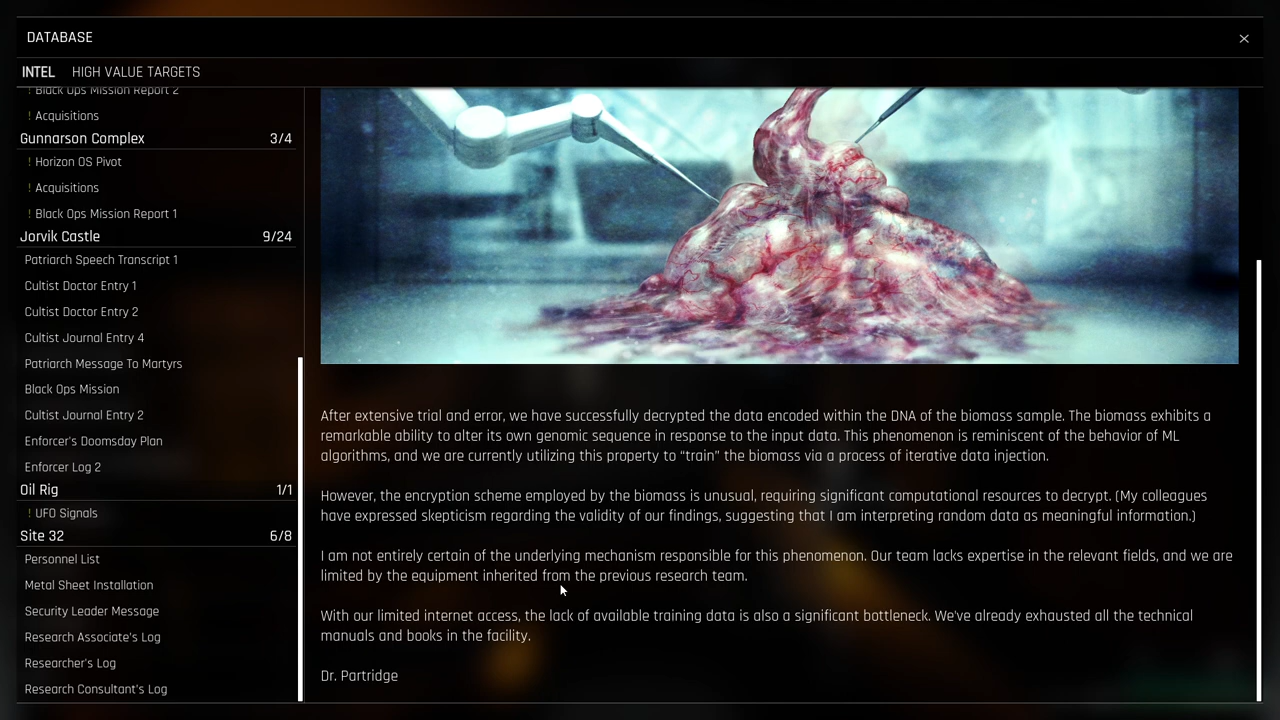 DATABASE
×
INTEL
HIGH VALUE TARGETS
Black Ops Mission Report 2
! Acquisitions
Gunnarson Complex 3/4
! Horizon OS Pivot
! Acquisitions
! Black Ops Mission Report 1
Jorvik Castle 9/24
Patriarch Speech Transcript 1
Cultist Doctor Entry 1
Cultist Doctor Entry 2
Cultist Journal Entry 4
Patriarch Message To Martyrs
Black Ops Mission
Cultist Journal Entry 2
Enforcer's Doomsday Plan
Enforcer Log 2
Oil Rig 1/1
! UFO Signals
Site 32 6/8
Personnel List
Metal Sheet Installation
Security Leader Message
Research Associate's Log
Researcher's Log
Research Consultant's Log
After extensive trial and error, we have successfully decrypted the data encoded within the DNA of the biomass sample. The biomass exhibits a
remarkable ability to alter its own genomic sequence in response to the input data. This phenomenon is reminiscent of the behavior of ML
algorithms, and we are currently utilizing this property to “train” the biomass via a process of iterative data injection.
However, the encryption scheme employed by the biomass is unusual, requiring significant computational resources to decrypt. (My colleagues
have expressed skepticism regarding the validity of our findings, suggesting that I am interpreting random data as meaningful information.)
I am not entirely certain of the underlying mechanism responsible for this phenomenon. Our team lacks expertise in the relevant fields, and we are
limited by the equipment inherited from the previous research team.
With our limited internet access, the lack of available training data is also a significant bottleneck. We've already exhausted all the technical
manuals and books in the facility.
Dr. Partridge